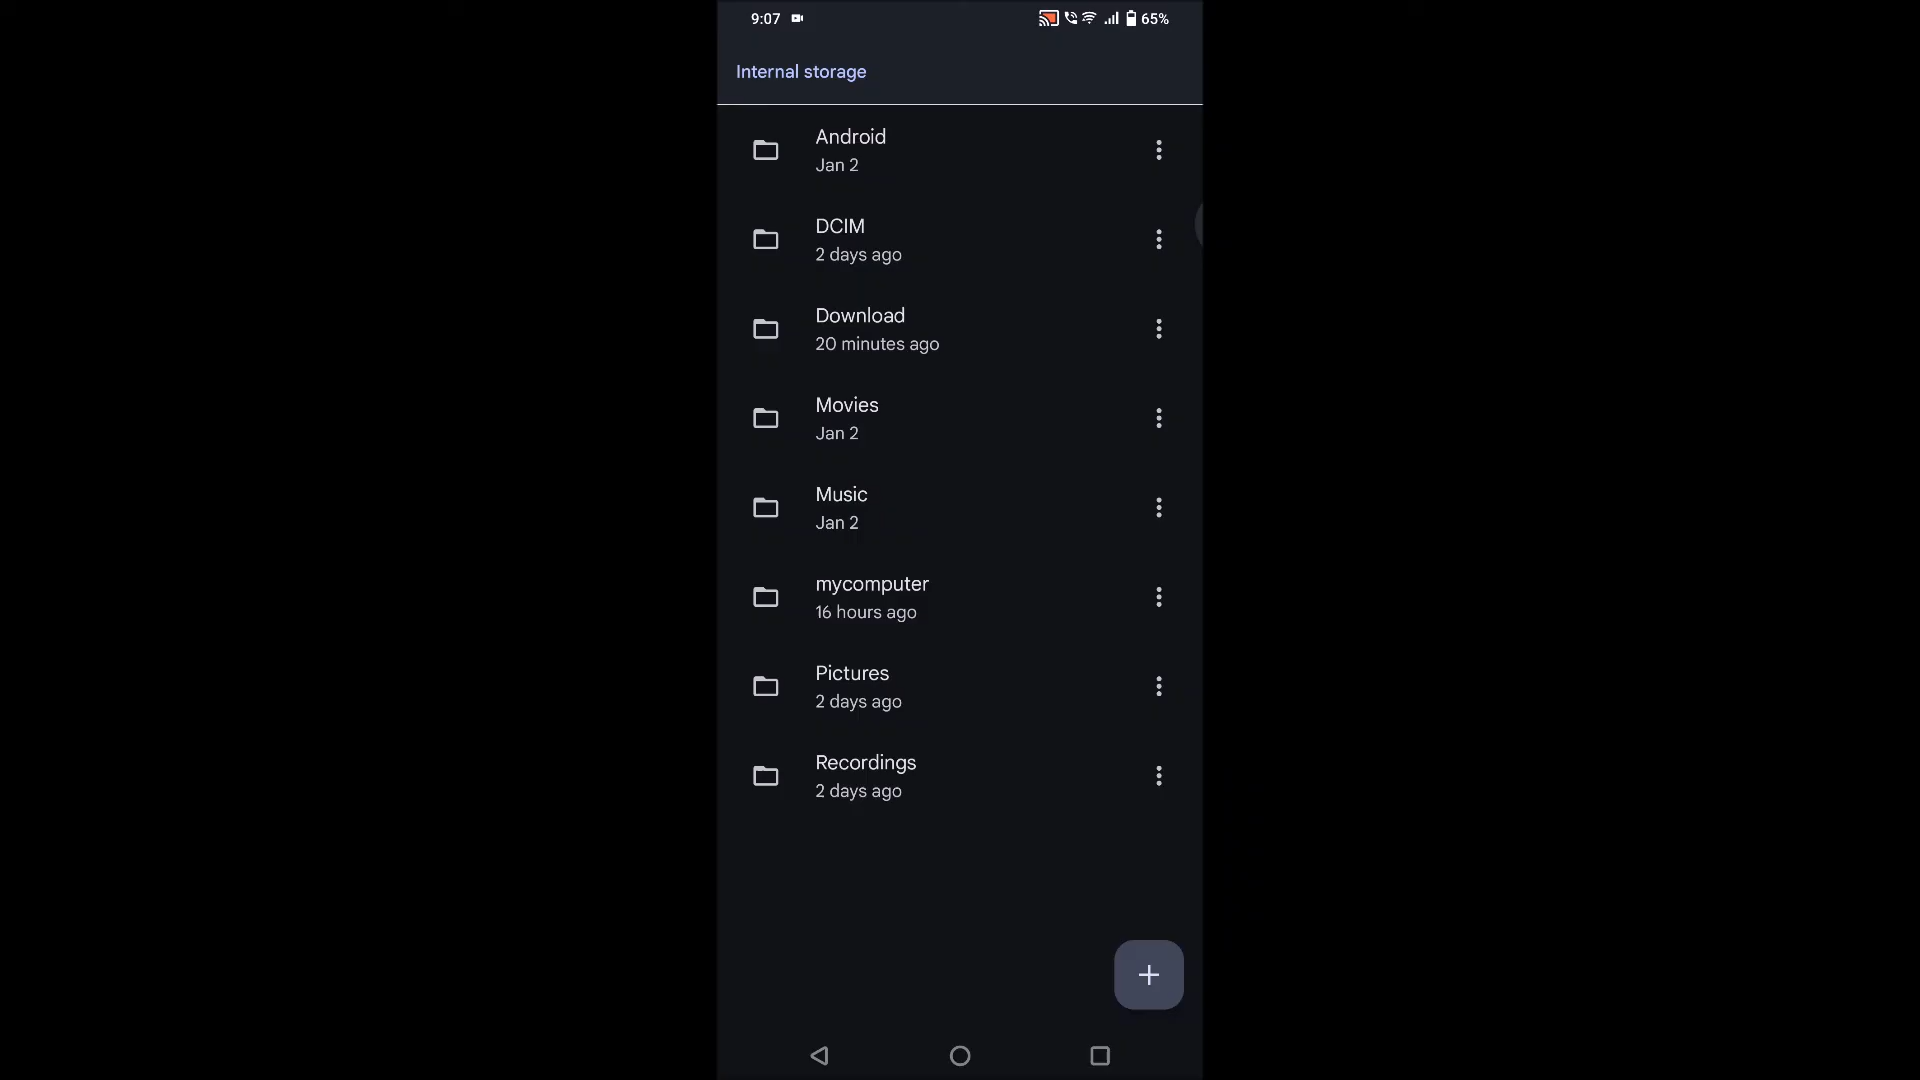 9:07
65%
Internal storage
Android
Jan 2
DCIM
2 days ago
Download
20 minutes ago
Movies
Jan 2
Music
Jan 2
mycomputer
16 hours ago
Pictures
2 days ago
Recordings
2 days ago